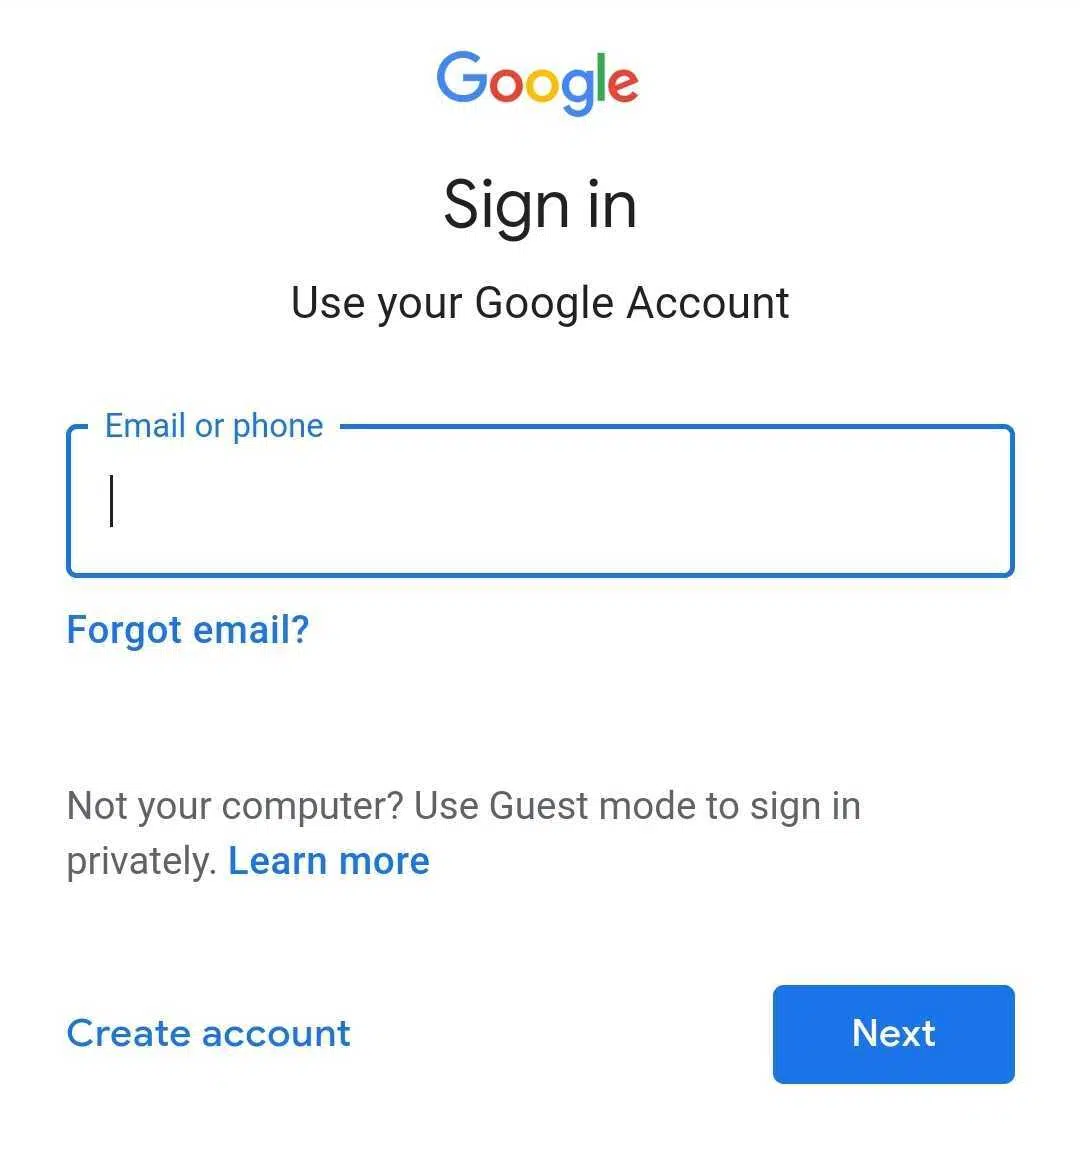 Google
Sign in
Use your Google Account
Email or phone
Forgot email?
Not your computer? Use Guest mode to sign in
privately. Learn more
Create account
Next